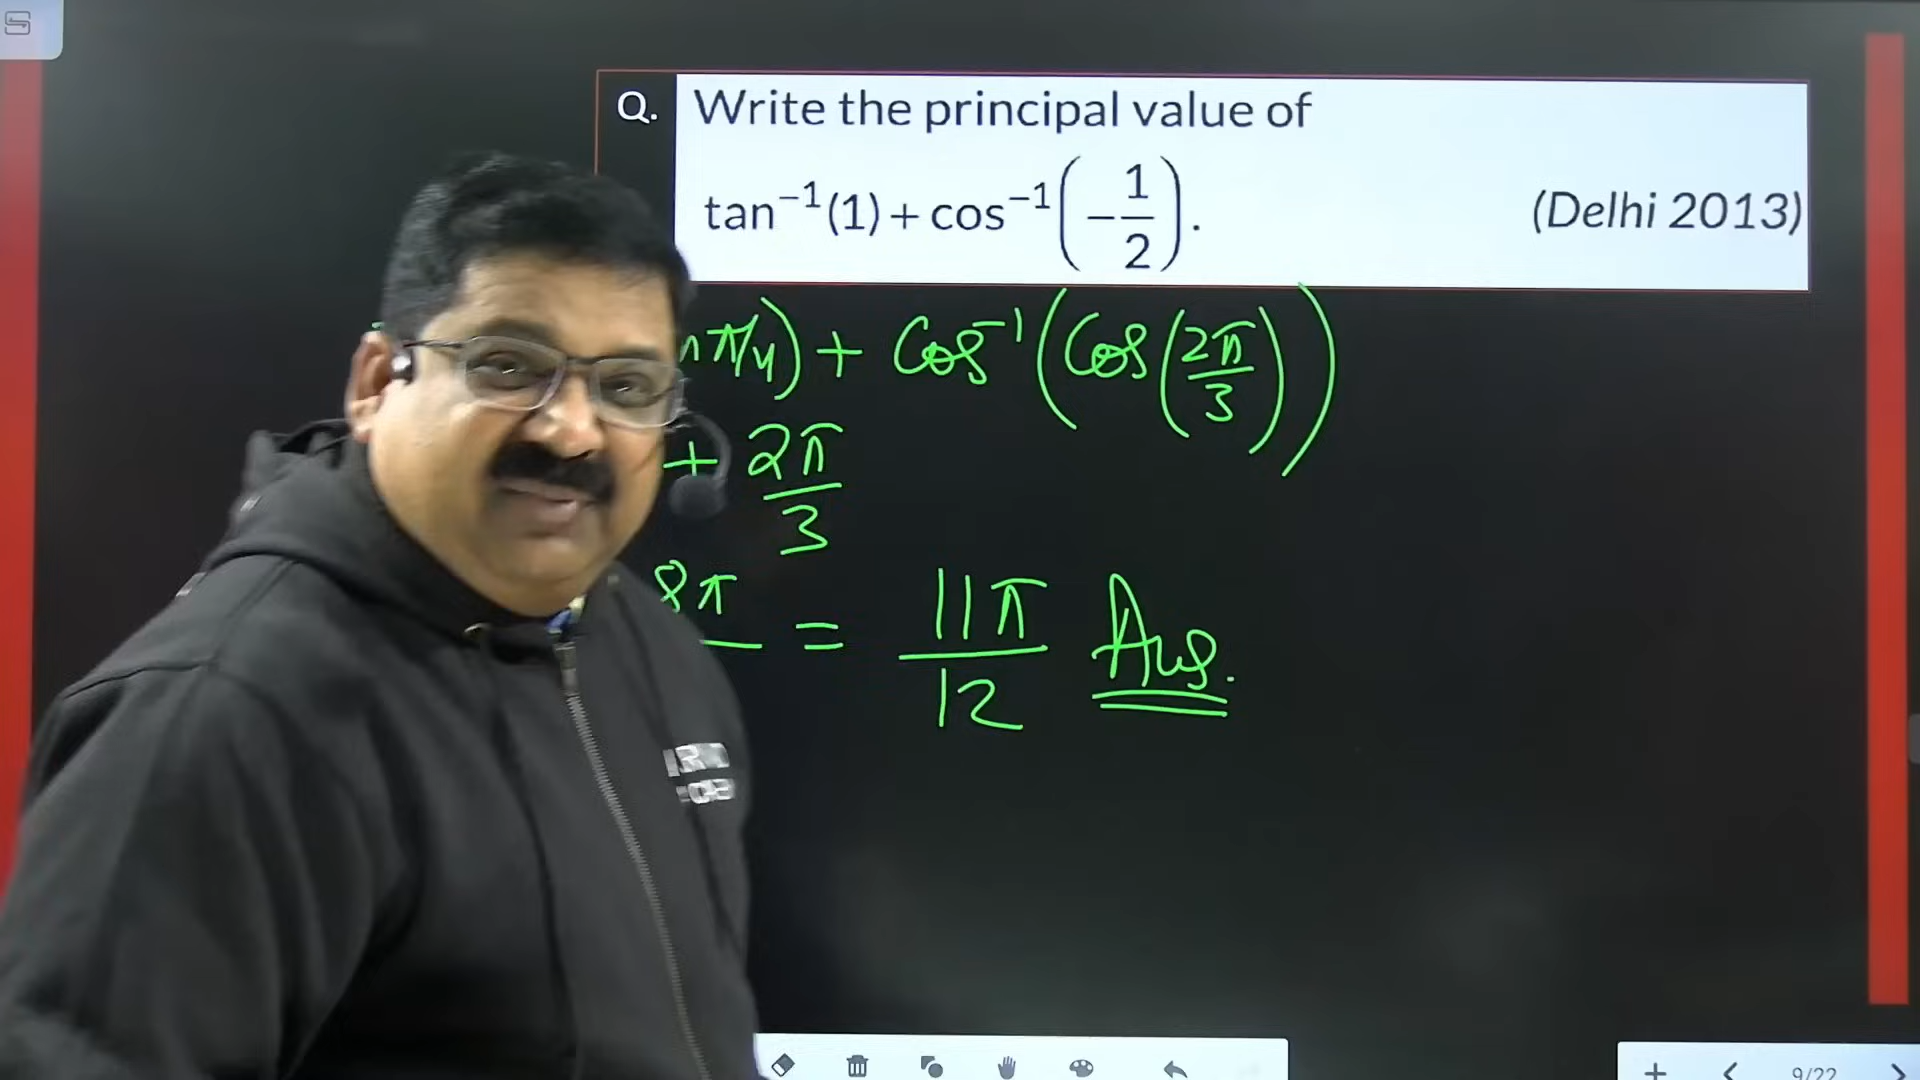 Q. Write the principal value of
tan⁻¹(1) + cos⁻¹(-1/2). (Delhi 2013)
π/4) + Cos⁻¹(Cos(2π/3))
+ 2π/3
8π = 11π/12 Ans.
9/22